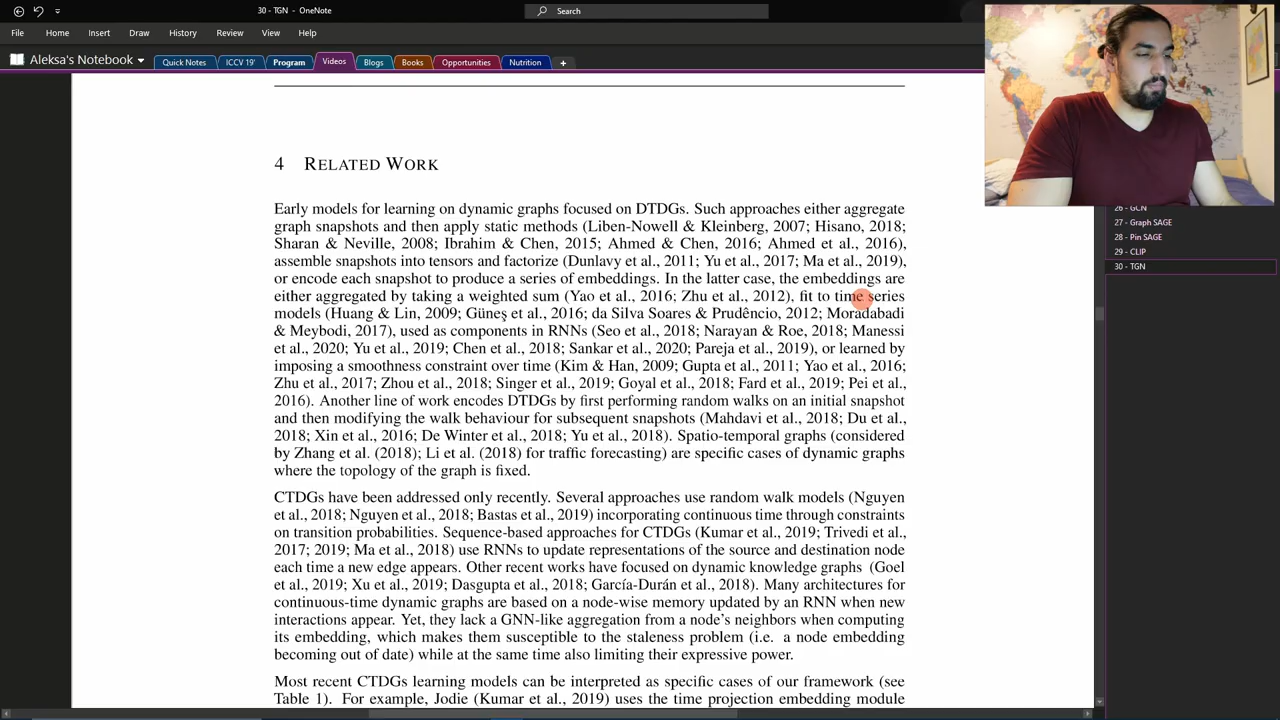 30 - TGN - OneNote
Search
File Home Insert Draw History Review View Help
Aleksa's Notebook
Quick Notes ICCV 19' Program Videos Blogs Books Opportunities Nutrition +
4 RELATED WORK
Early models for learning on dynamic graphs focused on DTDGs. Such approaches either aggregate
graph snapshots and then apply static methods (Liben-Nowell & Kleinberg, 2007; Hisano, 2018;
Sharan & Neville, 2008; Ibrahim & Chen, 2015; Ahmed & Chen, 2016; Ahmed et al., 2016),
assemble snapshots into tensors and factorize (Dunlavy et al., 2011; Yu et al., 2017; Ma et al., 2019),
or encode each snapshot to produce a series of embeddings. In the latter case, the embeddings are
either aggregated by taking a weighted sum (Yao et al., 2016; Zhu et al., 2012), fit to time series
models (Huang & Lin, 2009; Güneş et al., 2016; da Silva Soares & Prudêncio, 2012; Moradabadi
& Meybodi, 2017), used as components in RNNs (Seo et al., 2018; Narayan & Roe, 2018; Manessi
et al., 2020; Yu et al., 2019; Chen et al., 2018; Sankar et al., 2020; Pareja et al., 2019), or learned by
imposing a smoothness constraint over time (Kim & Han, 2009; Gupta et al., 2011; Yao et al., 2016;
Zhu et al., 2017; Zhou et al., 2018; Singer et al., 2019; Goyal et al., 2018; Fard et al., 2019; Pei et al.,
2016). Another line of work encodes DTDGs by first performing random walks on an initial snapshot
and then modifying the walk behaviour for subsequent snapshots (Mahdavi et al., 2018; Du et al.,
2018; Xin et al., 2016; De Winter et al., 2018; Yu et al., 2018). Spatio-temporal graphs (considered
by Zhang et al. (2018); Li et al. (2018) for traffic forecasting) are specific cases of dynamic graphs
where the topology of the graph is fixed.
CTDGs have been addressed only recently. Several approaches use random walk models (Nguyen
et al., 2018; Nguyen et al., 2018; Bastas et al., 2019) incorporating continuous time through constraints
on transition probabilities. Sequence-based approaches for CTDGs (Kumar et al., 2019; Trivedi et al.,
2017; 2019; Ma et al., 2018) use RNNs to update representations of the source and destination node
each time a new edge appears. Other recent works have focused on dynamic knowledge graphs (Goel
et al., 2019; Xu et al., 2019; Dasgupta et al., 2018; García-Durán et al., 2018). Many architectures for
continuous-time dynamic graphs are based on a node-wise memory updated by an RNN when new
interactions appear. Yet, they lack a GNN-like aggregation from a node's neighbors when computing
its embedding, which makes them susceptible to the staleness problem (i.e. a node embedding
becoming out of date) while at the same time also limiting their expressive power.
Most recent CTDGs learning models can be interpreted as specific cases of our framework (see
Table 1). For example, Jodie (Kumar et al., 2019) uses the time projection embedding module
26 - GCN
27 - Graph SAGE
28 - Pin SAGE
29 - CLIP
30 - TGN